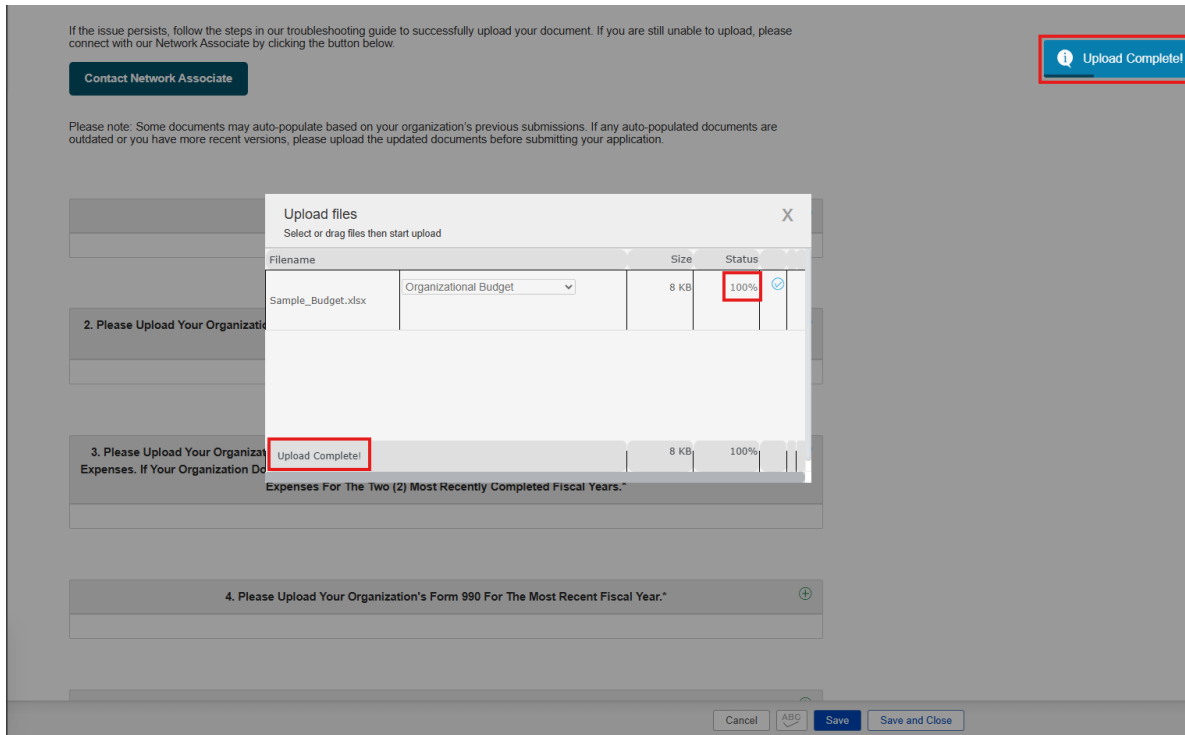 If the issue persists, follow the steps in our troubleshooting guide to successfully upload your document. If you are still unable to upload, please
connect with our Network Associate by clicking the button below.
Upload Complete!
Contact Network Associate
Please note: Some documents may auto-populate based on your organization's previous submissions. If any auto-populated documents are
outdated or you have more recent versions, please upload the updated documents before submitting your application.
Upload files
X
Select or drag files then start upload
Filename Size Status
Organizational Budget 8 KB 100%
Sample_Budget.xlsx
2. Please Upload Your
3. Please Upload Your
Upload Complete! 8 KB 100%
Expenses. If Your Organization
Expenses For The Two (2) Most Recently Completed Fiscal Years.*
4. Please Upload Your Organization's Form 990 For The Most Recent Fiscal Year.*
Cancel ABC Save Save and Close